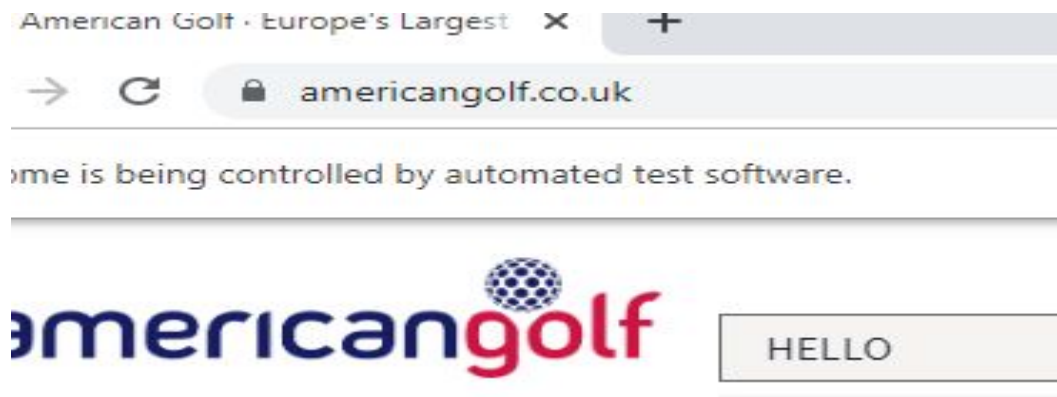 American Golf · Europe's Largest
americangolf.co.uk
ome is being controlled by automated test software.
americangolf
HELLO